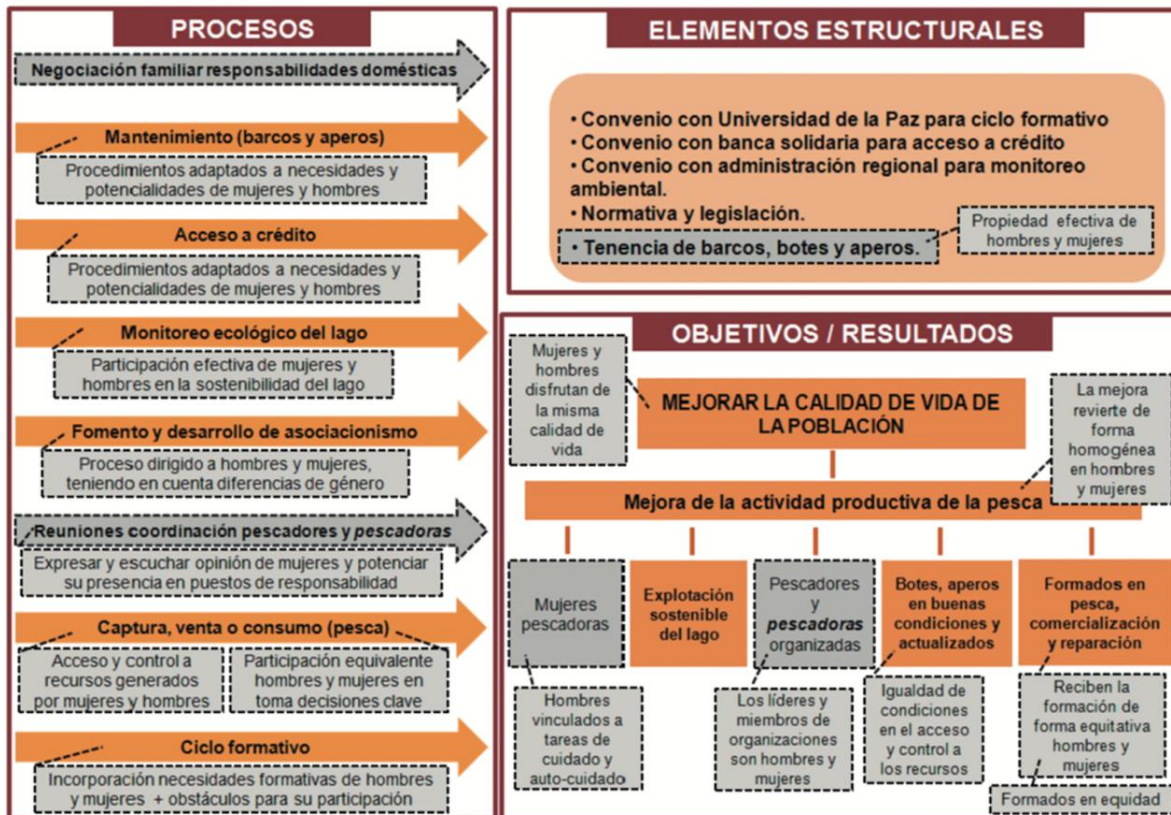 PROCESOS
Negociación familiar responsabilidades domésticas
Mantenimiento (barcos y aperos)
Procedimientos adaptados a necesidades y
potencialidades de mujeres y hombres
Acceso a crédito
Procedimientos adaptados a necesidades y
potencialidades de mujeres y hombres
Monitoreo ecológico del lago
Participación efectiva de mujeres y
hombres en la sostenibilidad del lago
Fomento y desarrollo de asociacionismo
Proceso dirigido a hombres y mujeres,
teniendo en cuenta diferencias de género
Reuniones coordinación pescadores y pescadoras
Expresar y escuchar opinión de mujeres y potenciar
su presencia en puestos de responsabilidad
Captura, venta o consumo (pesca)
Acceso y control a
recursos generados
por mujeres y hombres
Participación equivalente
hombres y mujeres en
toma decisiones clave
Ciclo formativo
Incorporación necesidades formativas de hombres
y mujeres + obstáculos para su participación
ELEMENTOS ESTRUCTURALES
• Convenio con Universidad de la Paz para ciclo formativo
• Convenio con banca solidaria para acceso a crédito
• Convenio con administración regional para monitoreo
ambiental.
• Normativa y legislación.
• Tenencia de barcos, botes y aperos.
Propiedad efectiva de
hombres y mujeres
OBJETIVOS / RESULTADOS
Mujeres y
hombres
disfrutan de
la misma
calidad de
vida
MEJORAR LA CALIDAD DE VIDA DE
LA POBLACIÓN
La mejora
revierte de
forma
homogénea
en hombres
y mujeres
Mejora de la actividad productiva de la pesca
Mujeres
pescadoras
Explotación
sostenible
del lago
Pescadores
y
pescadoras
organizadas
Botes, aperos
en buenas
condiciones y
actualizados
Formados en
pesca,
comercialización
y reparación
Hombres
vinculados a
tareas de
cuidado y
auto-cuidado
Los líderes y
miembros de
organizaciones
son hombres y
mujeres
Igualdad de
condiciones
en el acceso
y control a
los recursos
Reciben la
formación de
forma equitativa
hombres y
mujeres
Formados en equidad